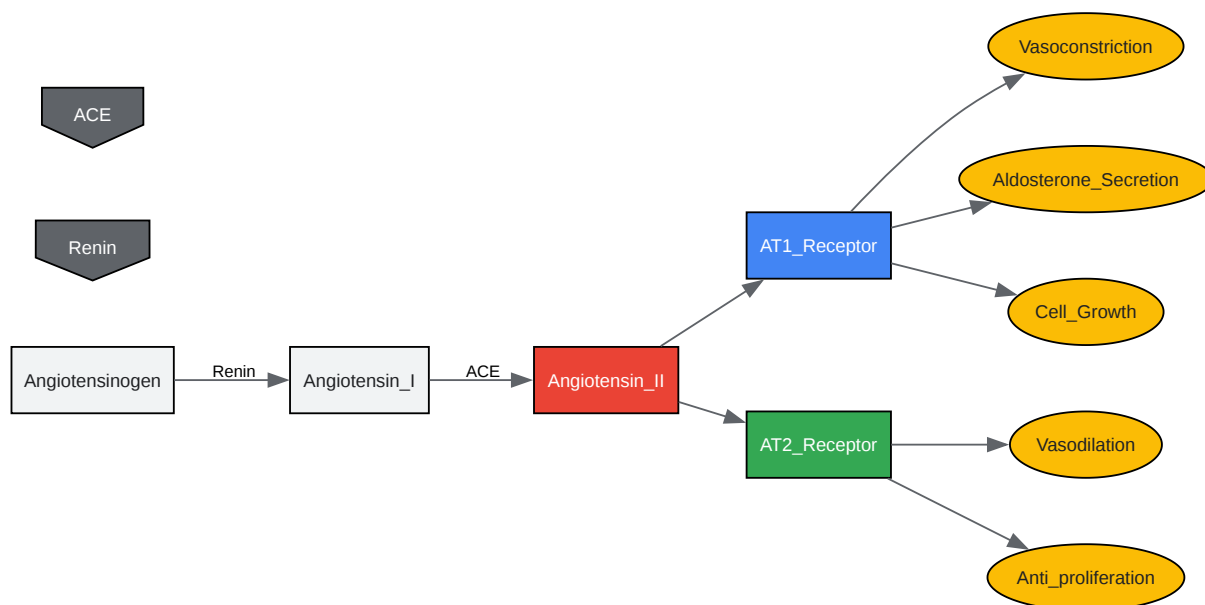 Vasoconstriction
ACE
Aldosterone_Secretion
Renin
AT1_Receptor
Cell_Growth
Angiotensinogen
Renin
Angiotensin_I
ACE
Angiotensin_II
AT2_Receptor
Vasodilation
Anti_proliferation